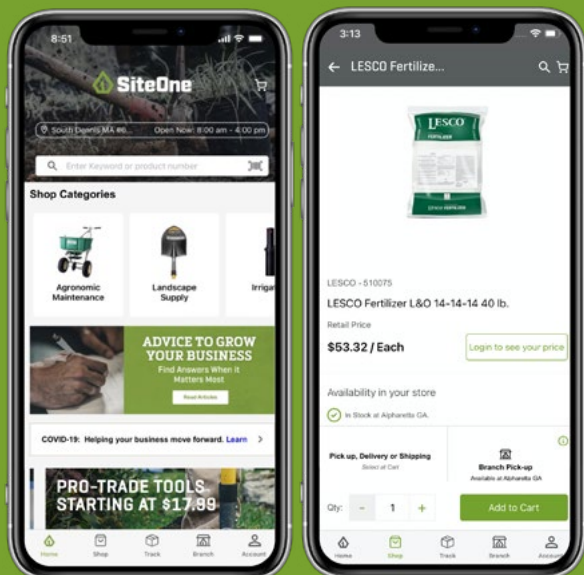 8:51
SiteOne
South Dennis MA #6... Open Now! 8:00 am - 4:00 pm
Enter Keyword or product number
Shop Categories
Agronomic
Maintenance
Landscape
Supply
Irrigat
ADVICE TO GROW
YOUR BUSINESS
Find Answers When it
Matters Most
Read Articles
COVID-19: Helping your business move forward. Learn >
PRO-TRADE TOOLS
STARTING AT $17.99
Home Shop Track Branch Account
3:13
LESCO Fertilize...
LESCO
FERTILIZER
LESCO FERTILIZER
LESCO - 510075
LESCO Fertilizer L&O 14-14-14 40 lb.
Retail Price
$53.32 / Each
Login to see your price
Availability in your store
In Stock at Alpharetta GA.
Pick up, Delivery or Shipping
Select at Cart
Branch Pick-up
Available at Alpharetta GA
Qty: - 1 +
Add to Cart
Home Shop Track Branch Account